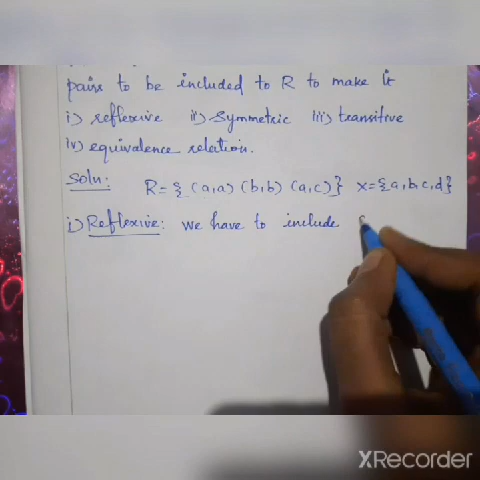 pairs to be included to R to make it
i) reflexive ii) symmetric iii) transitive
iv) equivalence relation.
Soln: R={ (a,a) (b,b) (a,c) } X={a,b,c,d}
i) Reflexive: we have to include
XRecorder